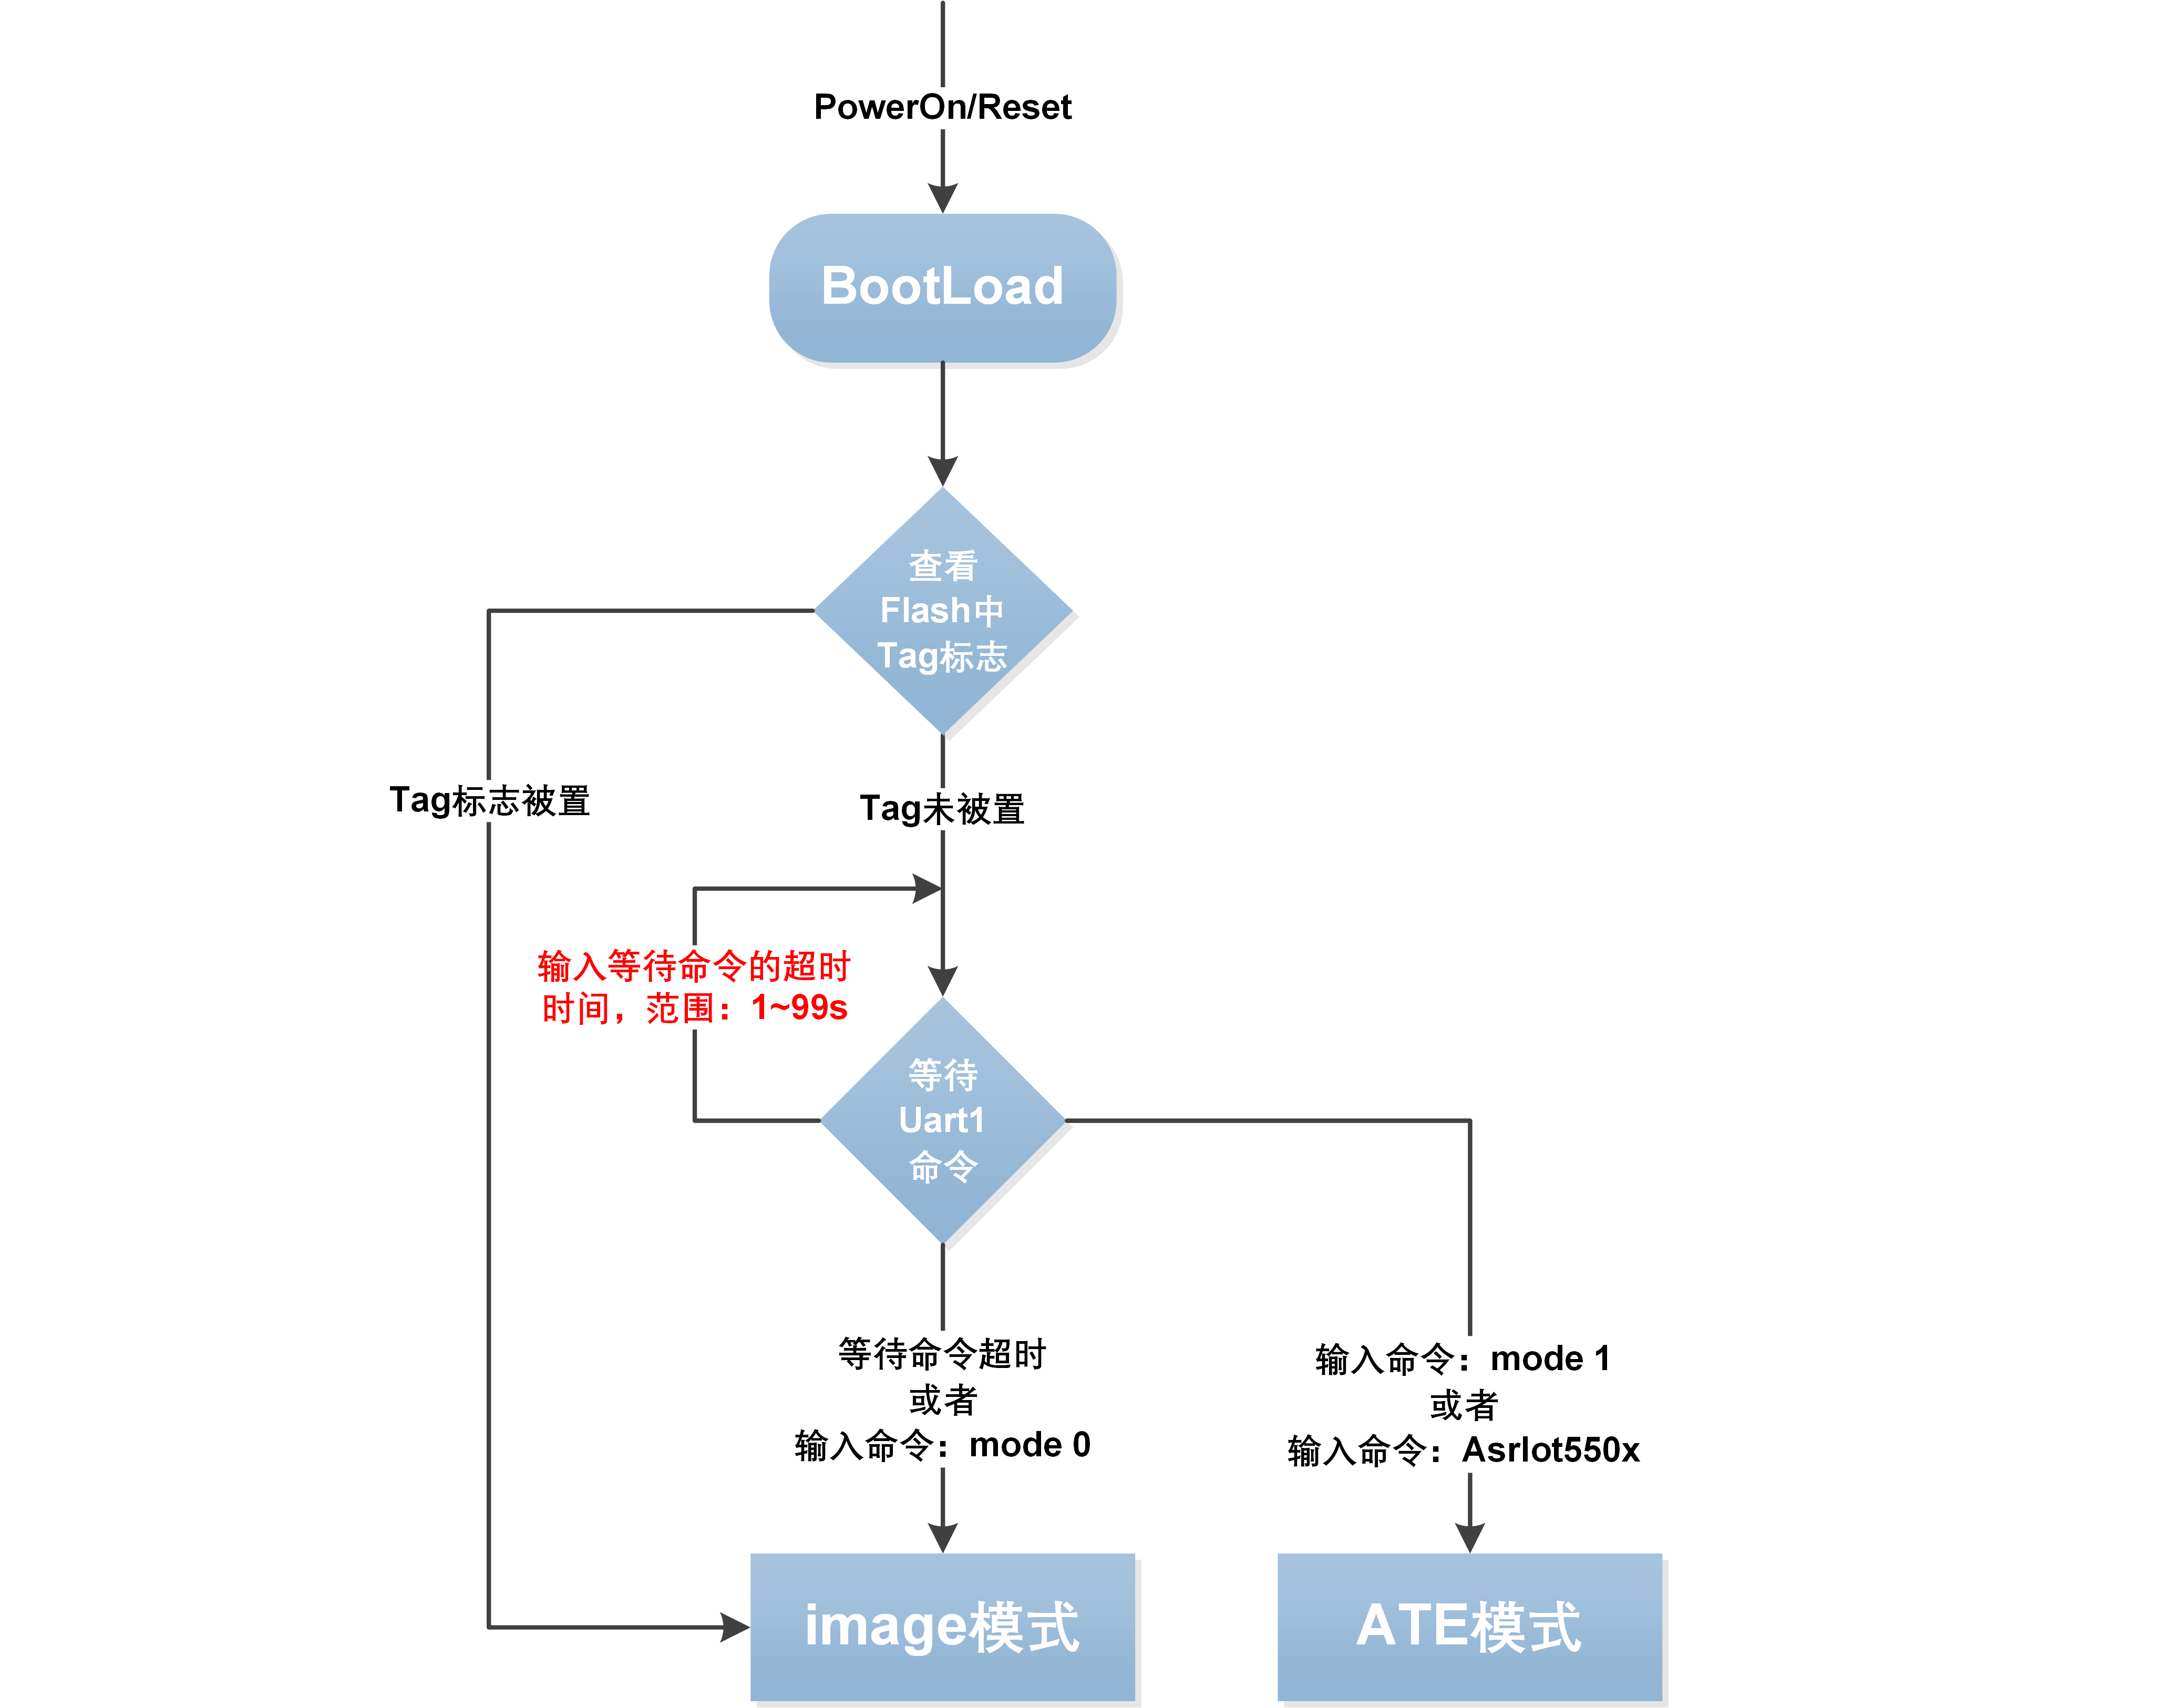 PowerOn/Reset
BootLoad
查看
Flash中
Tag标志
Tag标志被置
Tag未被置
输入等待命令的超时
时间，范围：1~99s
等待
Uart1
命令
等待命令超时
或者
输入命令：mode 0
输入命令：mode 1
或者
输入命令：AsrIot550x
image模式
ATE模式